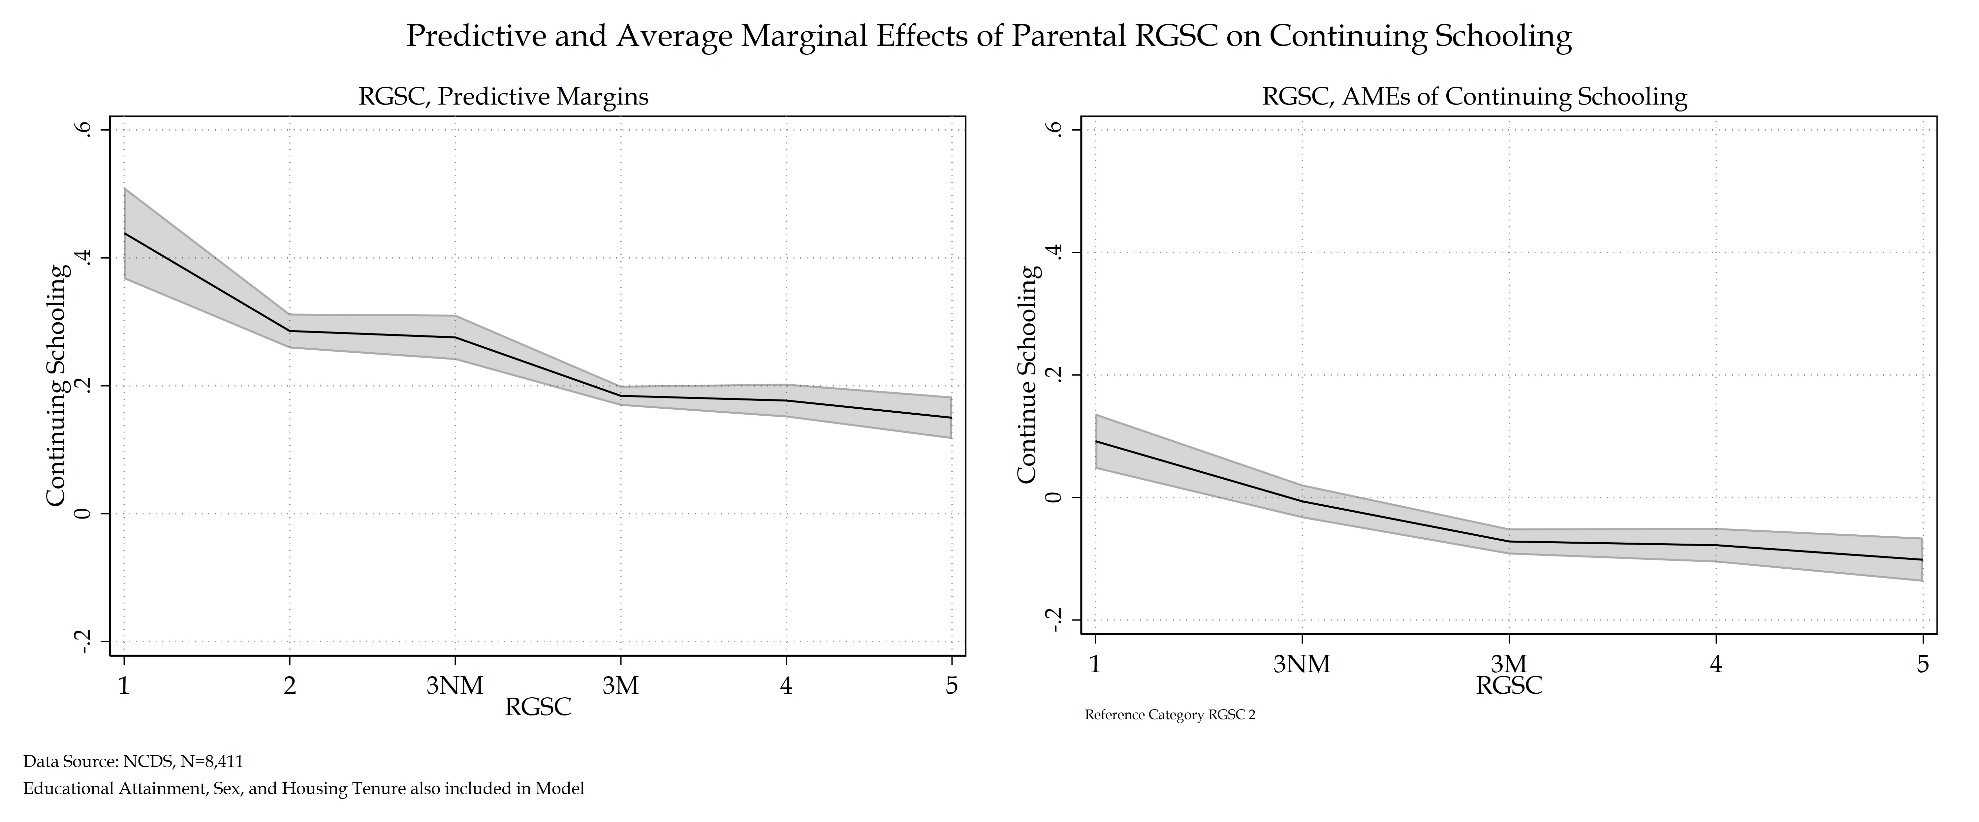 Predictive and Average Marginal Effects of Parental RGSC on Continuing Schooling
RGSC, Predictive Margins
Continuing Schooling
.6
.4
.2
0
-.2
1 2 3NM 3M 4 5
RGSC
RGSC, AMEs of Continuing Schooling
Continue Schooling
.6
.4
.2
0
-.2
1 3NM 3M 4 5
RGSC
Reference Category RGSC 2
Data Source: NCDS, N=8,411
Educational Attainment, Sex, and Housing Tenure also included in Model